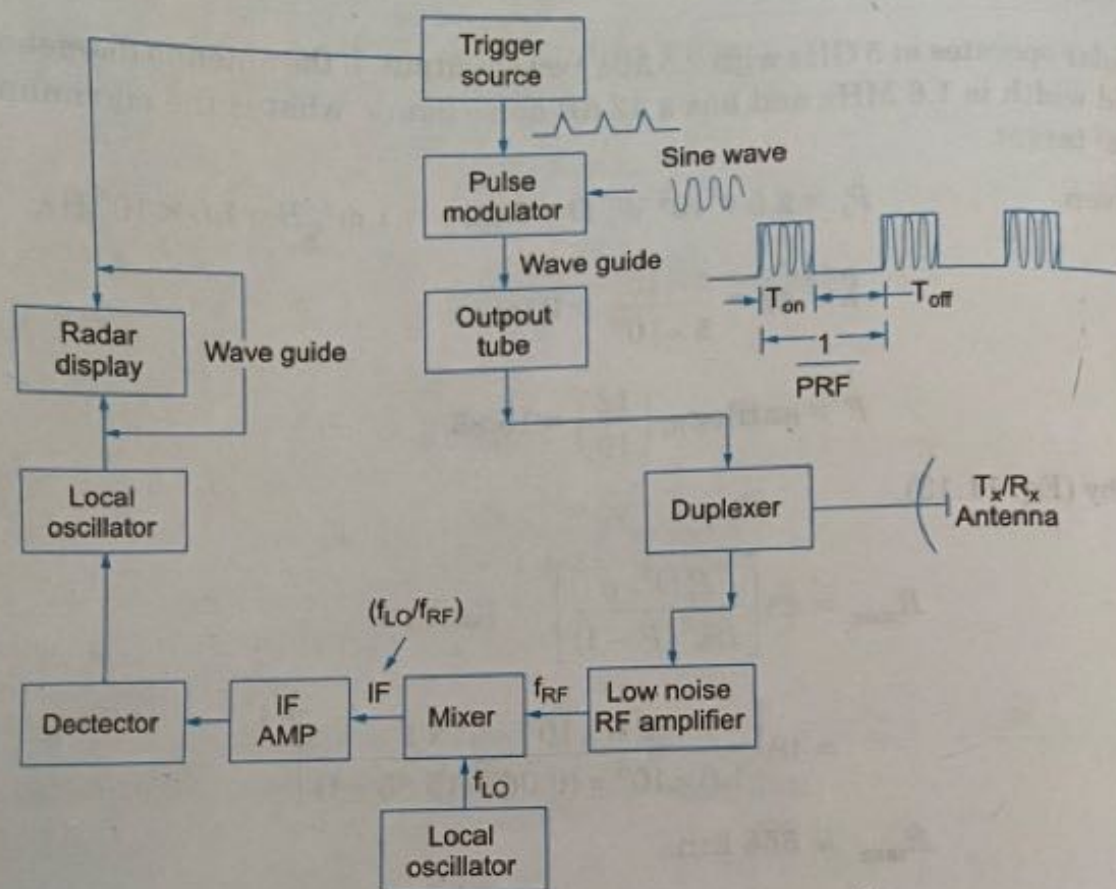 Trigger
source
Sine wave
Pulse
modulator
Wave guide
Outpout
tube
T_on
T_off
1
PRF
Radar
display
Wave guide
Local
oscillator
Duplexer
T_x/R_x
Antenna
(f_LO/f_RF)
Dectector
IF
AMP
IF
Mixer
f_RF
Low noise
RF amplifier
f_LO
Local
oscillator